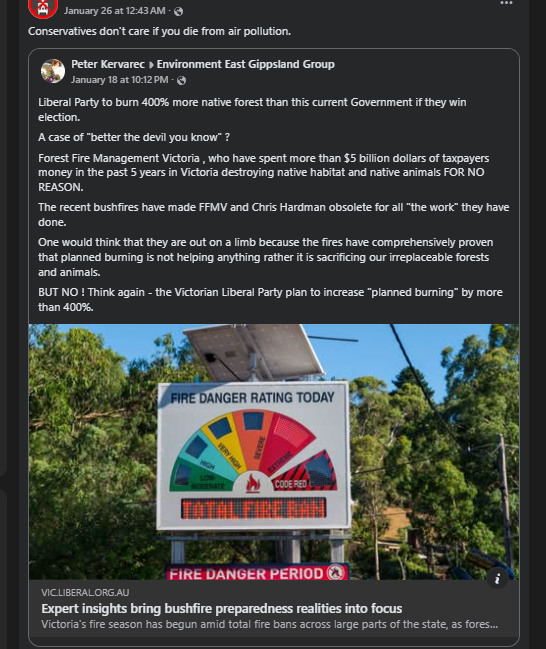 January 26 at 12:43 AM ·
Conservatives don't care if you die from air pollution.
Peter Kervarec ▸ Environment East Gippsland Group
January 18 at 10:12 PM ·
Liberal Party to burn 400% more native forest than this current Government if they win
election.
A case of "better the devil you know" ?
Forest Fire Management Victoria , who have spent more than $5 billion dollars of taxpayers
money in the past 5 years in Victoria destroying native habitat and native animals FOR NO
REASON.
The recent bushfires have made FFMV and Chris Hardman obsolete for all "the work" they have
done.
One would think that they are out on a limb because the fires have comprehensively proven
that planned burning is not helping anything rather it is sacrificing our irreplaceable forests
and animals.
BUT NO ! Think again - the Victorian Liberal Party plan to increase "planned burning" by more
than 400%.
FIRE DANGER RATING TODAY
LOW-MODERATE
HIGH
VERY HIGH
SEVERE
EXTREME
CODE RED
TOTAL FIRE BAN
FIRE DANGER PERIOD
VIC.LIBERAL.ORG.AU
Expert insights bring bushfire preparedness realities into focus
Victoria's fire season has begun amid total fire bans across large parts of the state, as fores...